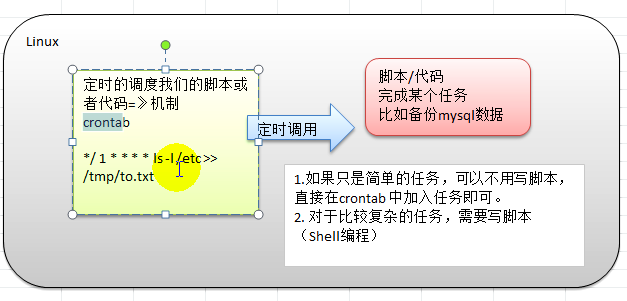 Linux
定时的调度我们的脚本或
者代码=》机制
crontab
*/ 1 * * * * ls -l /etc >>
/tmp/to.txt
定时调用
脚本/代码
完成某个任务
比如备份mysql数据
1.如果只是简单的任务，可以不用写脚本，
直接在crontab 中加入任务即可。
2. 对于比较复杂的任务，需要写脚本
（Shell编程）